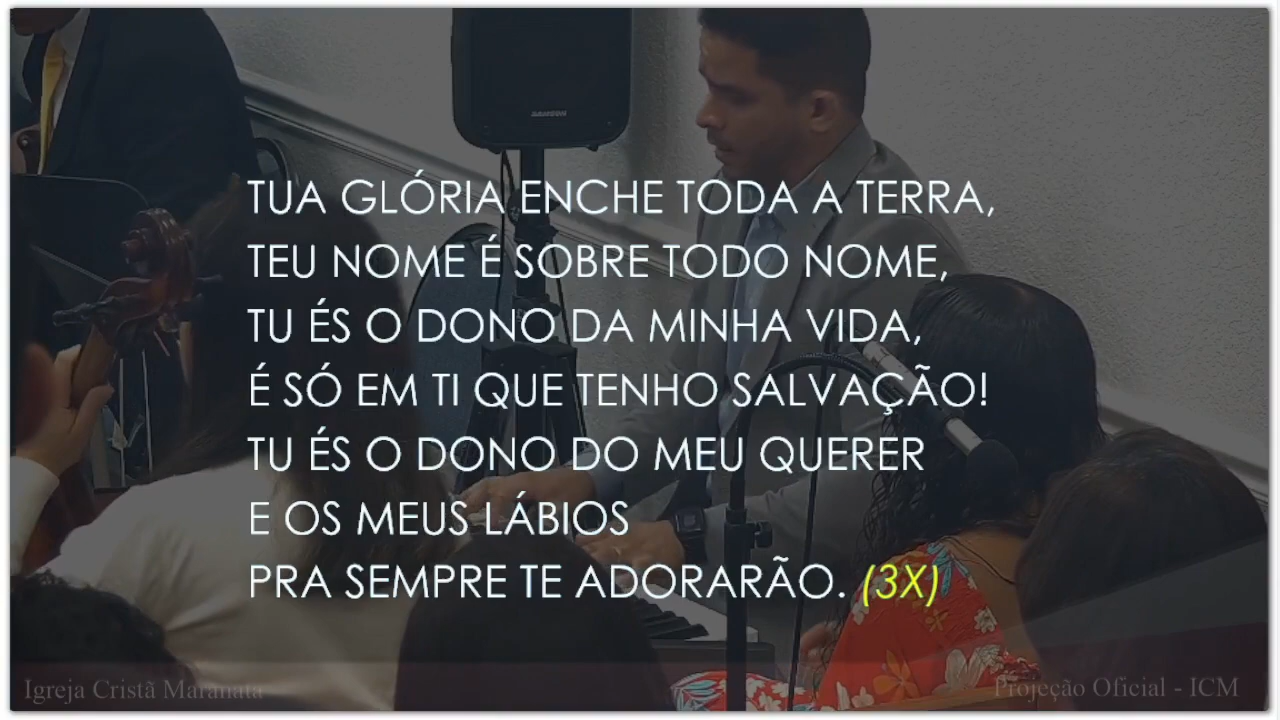 SAMSON
TUA GLÓRIA ENCHE TODA A TERRA,
TEU NOME É SOBRE TODO NOME,
TU ÉS O DONO DA MINHA VIDA,
É SÓ EM TI QUE TENHO SALVAÇÃO!
TU ÉS O DONO DO MEU QUERER
E OS MEUS LÁBIOS
PRA SEMPRE TE ADORARÃO. (3X)
Igreja Cristã Maranata
Projeção Oficial - ICM